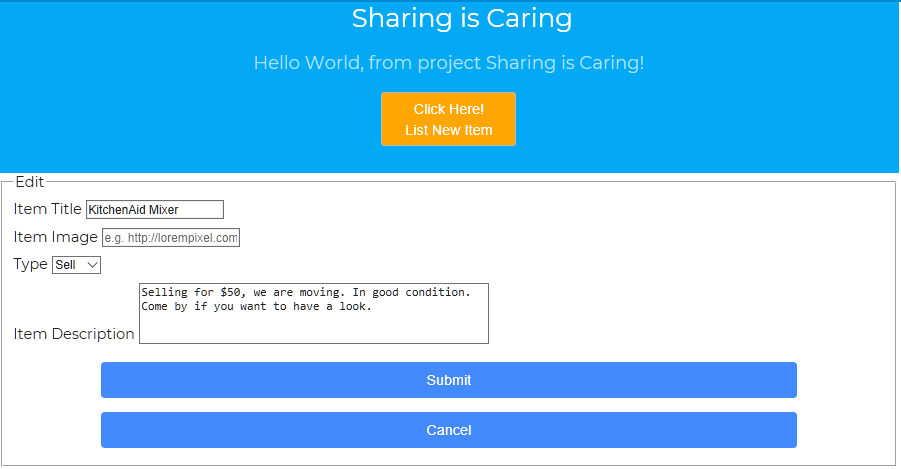 Sharing is Caring
Hello World, from project Sharing is Caring!
Click Here!
List New Item
Edit
Item Title KitchenAid Mixer
Item Image e.g. http://lorempixel.com
Type Sell
Selling for $50, we are moving. In good condition.
Come by if you want to have a look.
Item Description
Submit
Cancel